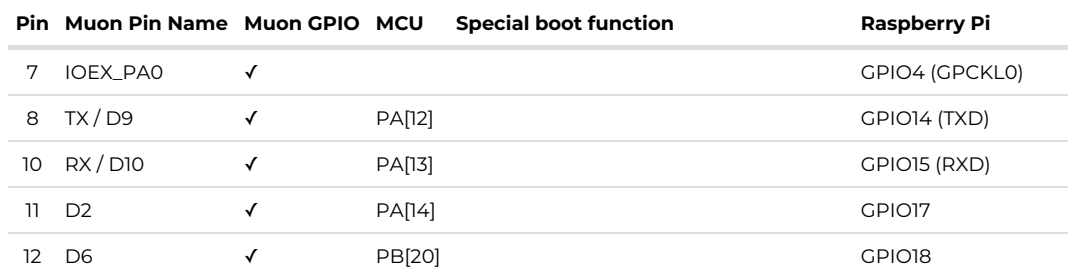 Pin Muon Pin Name Muon GPIO MCU Special boot function Raspberry Pi
7 IOEX_PA0 ✓ GPIO4 (GPCKL0)
8 TX / D9 ✓ PA[12] GPIO14 (TXD)
10 RX / D10 ✓ PA[13] GPIO15 (RXD)
11 D2 ✓ PA[14] GPIO17
12 D6 ✓ PB[20] GPIO18